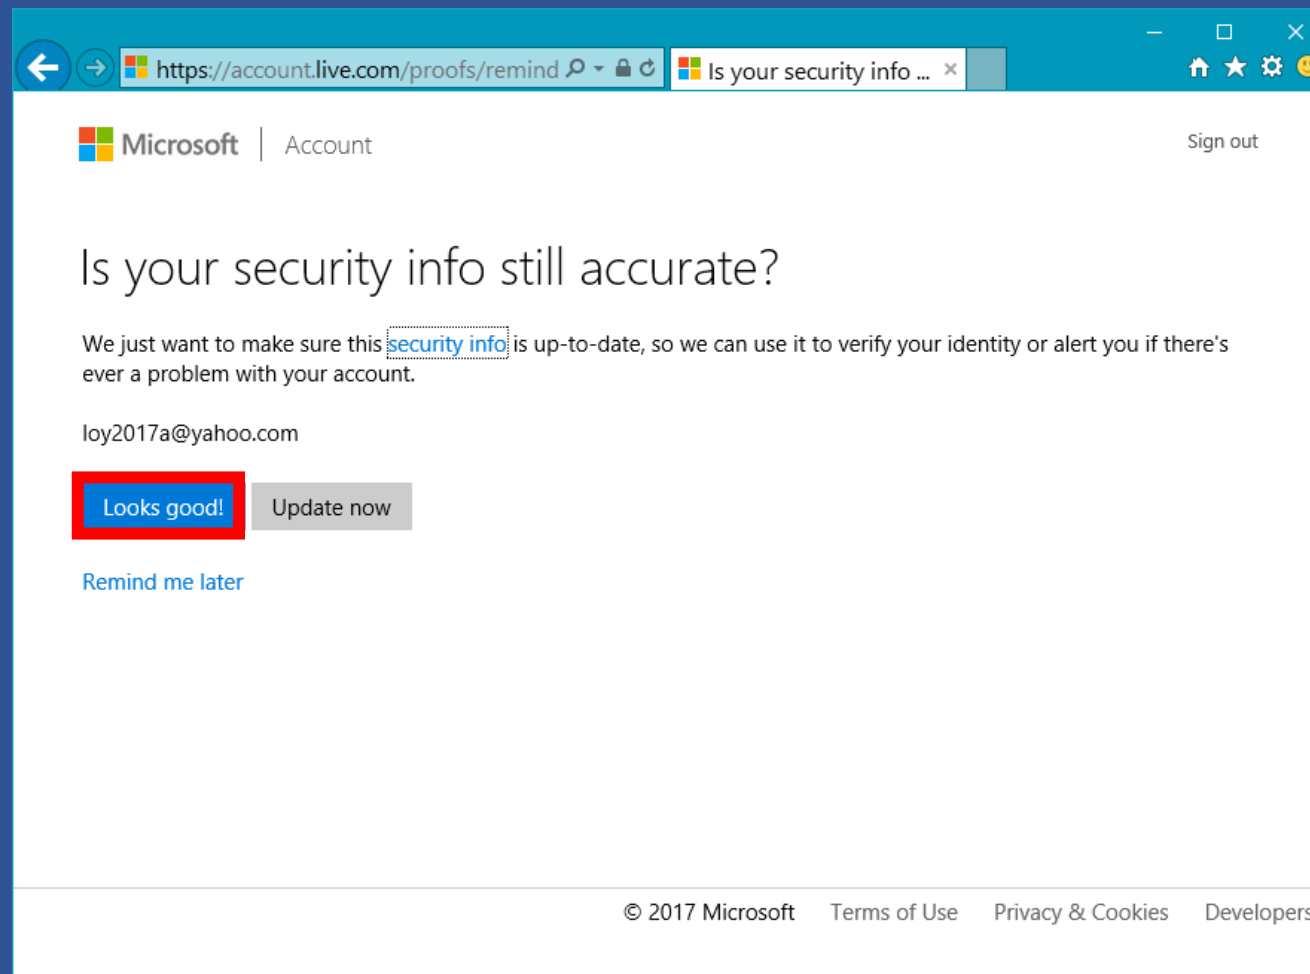 https://account.live.com/proofs/remind
Is your security info ...
Microsoft | Account
Sign out
Is your security info still accurate?
We just want to make sure this security info is up-to-date, so we can use it to verify your identity or alert you if there's
ever a problem with your account.
loy2017a@yahoo.com
Looks good! Update now
Remind me later
© 2017 Microsoft Terms of Use Privacy & Cookies Developers